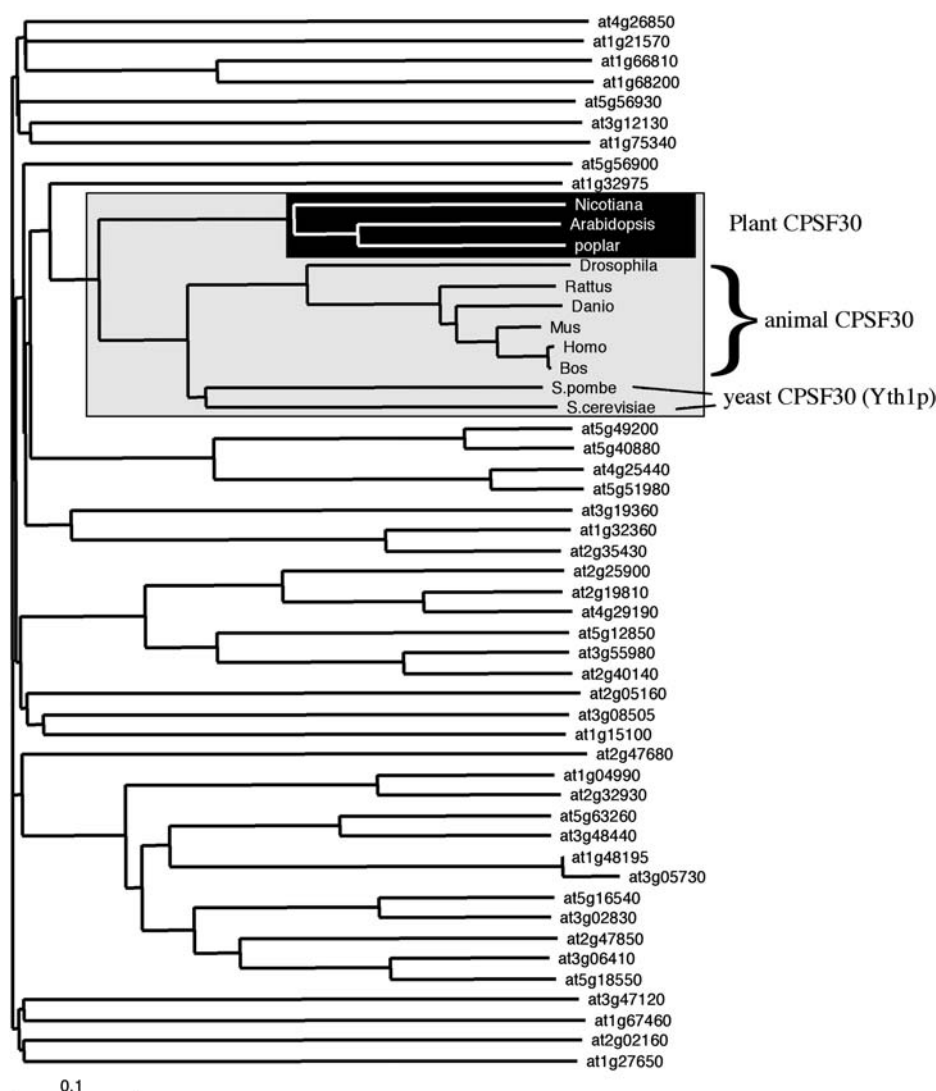 at4g26850
at1g21570
at1g66810
at1g68200
at5g56930
at3g12130
at1g75340
at5g56900
at1g32975
Nicotiana
Arabidopsis
Plant CPSF30
poplar
Drosophila
Rattus
Danio
animal CPSF30
Mus
Homo
Bos
S.pombe
yeast CPSF30 (Yth1p)
S.cerevisiae
at5g49200
at5g40880
at4g25440
at5g51980
at3g19360
at1g32360
at2g35430
at2g25900
at2g19810
at4g29190
at5g12850
at3g55980
at2g40140
at2g05160
at3g08505
at1g15100
at2g47680
at1g04990
at2g32930
at5g63260
at3g48440
at1g48195
at3g05730
at5g16540
at3g02830
at2g47850
at3g06410
at5g18550
at3g47120
at1g67460
at2g02160
at1g27650
0.1